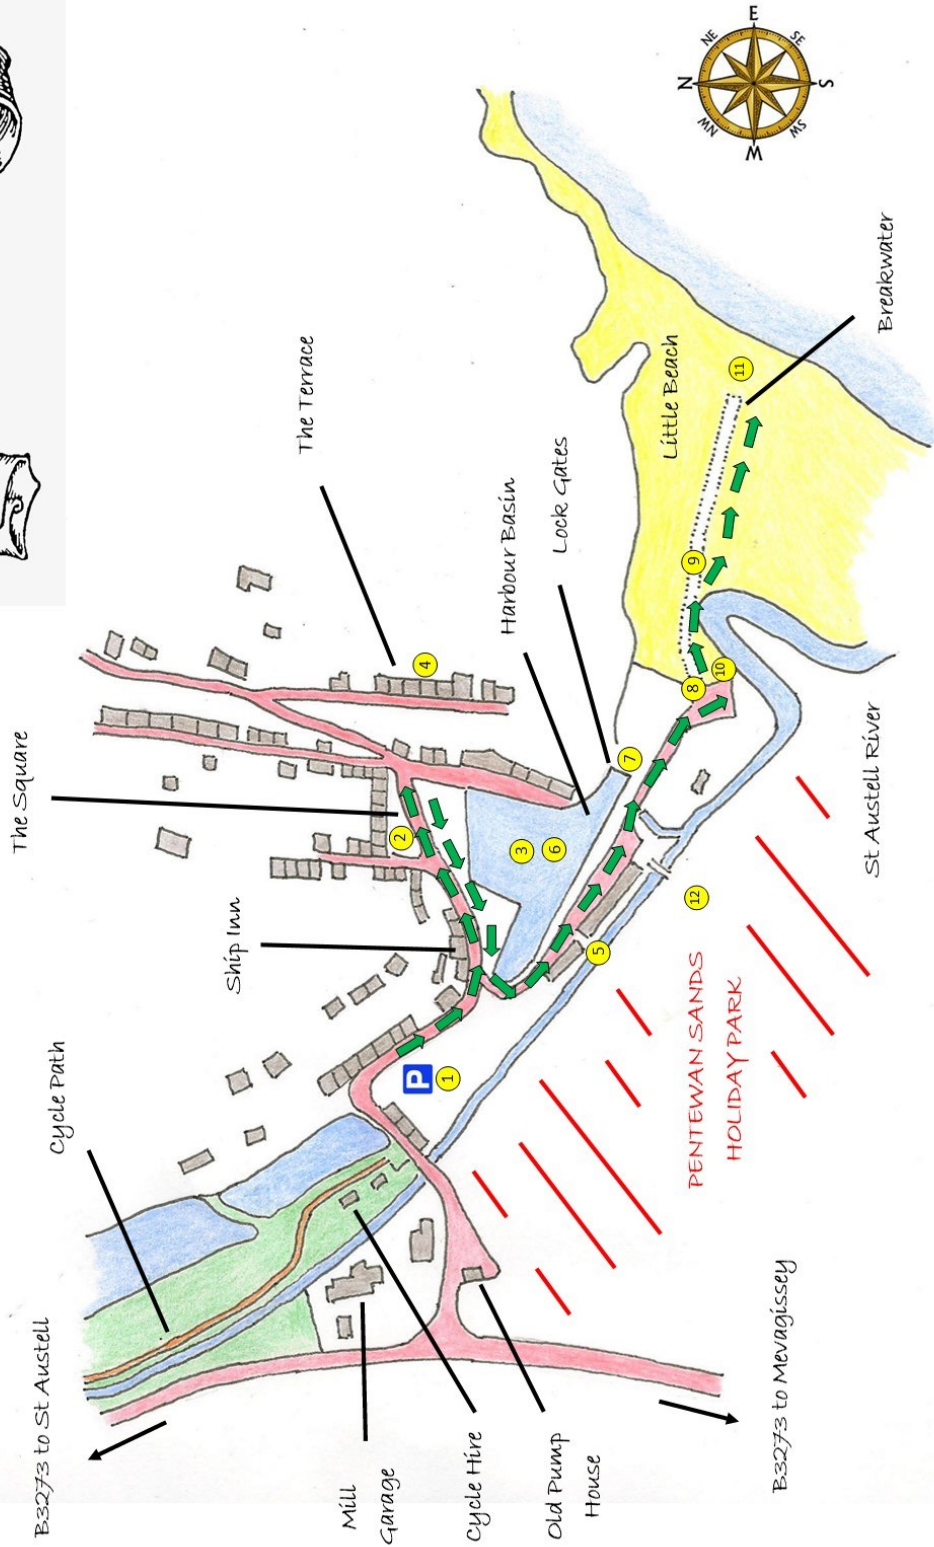 B3273 to St Austell
Cycle Path
Ship Inn
The Square
The Terrace
Mill
Garage
Cycle Hire
Old Pump
House
B3273 to Mevagissey
P
1
2
3
4
5
6
7
8
9
10
11
12
Harbour Basin
Lock Gates
Little Beach
Breakwater
PENTEWAN SANDS
HOLIDAY PARK
St Austell River
N
NE
E
SE
S
SW
W
NW